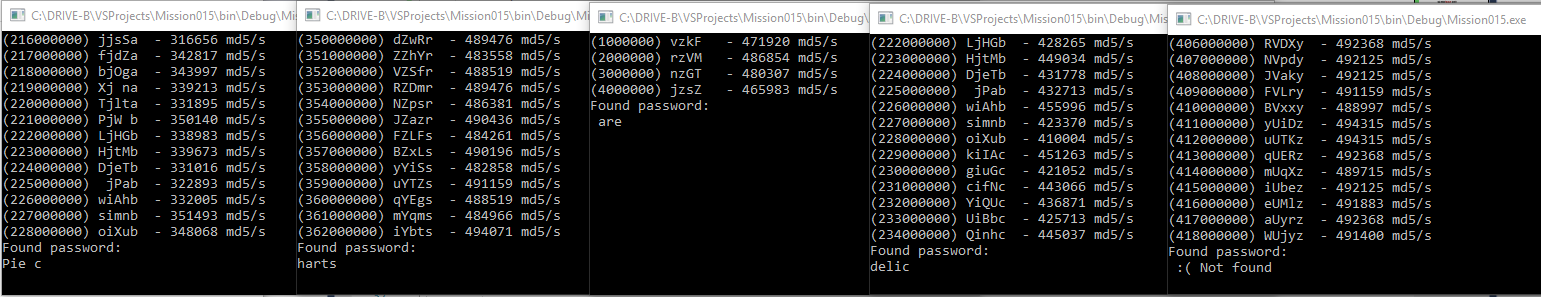 C:\DRIVE-B\VSProjects\Mission015\bin\Debug\Mis
(216000000) jjsSa  - 316656 md5/s
(217000000) fjdZa  - 342817 md5/s
(218000000) bjOga  - 343997 md5/s
(219000000) Xj na  - 339213 md5/s
(220000000) Tjlta  - 331895 md5/s
(221000000) PjW b  - 350140 md5/s
(222000000) LjHGb  - 338983 md5/s
(223000000) HjtMb  - 339673 md5/s
(224000000) DjeTb  - 331016 md5/s
(225000000)  jPab  - 322893 md5/s
(226000000) wiAhb  - 332005 md5/s
(227000000) simnb  - 351493 md5/s
(228000000) oiXub  - 348068 md5/s
Found password:
Pie c
C:\DRIVE-B\VSProjects\Mission015\bin\Debug\Mis
(350000000) dZwRr  - 489476 md5/s
(351000000) ZZhYr  - 483558 md5/s
(352000000) VZSfr  - 488519 md5/s
(353000000) RZDmr  - 489476 md5/s
(354000000) NZpsr  - 486381 md5/s
(355000000) JZazr  - 490436 md5/s
(356000000) FZLFs  - 484261 md5/s
(357000000) BZxLs  - 490196 md5/s
(358000000) yYiSs  - 482858 md5/s
(359000000) uYTZs  - 491159 md5/s
(360000000) qYEgs  - 488519 md5/s
(361000000) mYqms  - 484966 md5/s
(362000000) iYbts  - 494071 md5/s
Found password:
harts
C:\DRIVE-B\VSProjects\Mission015\bin\Debug\
(1000000) vzkF   - 471920 md5/s
(2000000) rzVM   - 486854 md5/s
(3000000) nzGT   - 480307 md5/s
(4000000) jzsZ   - 465983 md5/s
Found password:
 are
C:\DRIVE-B\VSProjects\Mission015\bin\Debug\Mis
(222000000) LjHGb  - 428265 md5/s
(223000000) HjtMb  - 449034 md5/s
(224000000) DjeTb  - 431778 md5/s
(225000000)  jPab  - 432713 md5/s
(226000000) wiAhb  - 455996 md5/s
(227000000) simnb  - 423370 md5/s
(228000000) oiXub  - 410004 md5/s
(229000000) kiIAc  - 451263 md5/s
(230000000) giuGc  - 421052 md5/s
(231000000) cifNc  - 443066 md5/s
(232000000) YiQUc  - 436871 md5/s
(233000000) UiBbc  - 425713 md5/s
(234000000) Qinhc  - 445037 md5/s
Found password:
delic
C:\DRIVE-B\VSProjects\Mission015\bin\Debug\Mission015.exe
(406000000) RVDXy  - 492368 md5/s
(407000000) NVpdy  - 492125 md5/s
(408000000) JVaky  - 492125 md5/s
(409000000) FVLry  - 491159 md5/s
(410000000) BVxxy  - 488997 md5/s
(411000000) yUiDz  - 494315 md5/s
(412000000) uUTKz  - 494315 md5/s
(413000000) qUERz  - 492368 md5/s
(414000000) mUqXz  - 489715 md5/s
(415000000) iUbez  - 492125 md5/s
(416000000) eUMlz  - 491883 md5/s
(417000000) aUyrz  - 492368 md5/s
(418000000) WUjyz  - 491400 md5/s
Found password:
 :( Not found